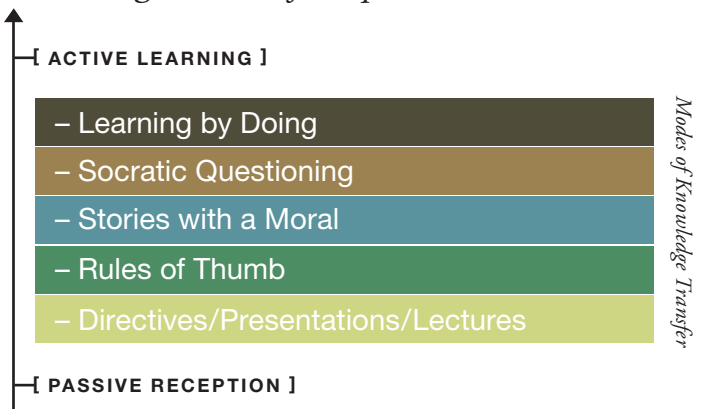 [ ACTIVE LEARNING ]
– Learning by Doing
– Socratic Questioning
– Stories with a Moral
– Rules of Thumb
– Directives/Presentations/Lectures
Modes of Knowledge Transfer
[ PASSIVE RECEPTION ]